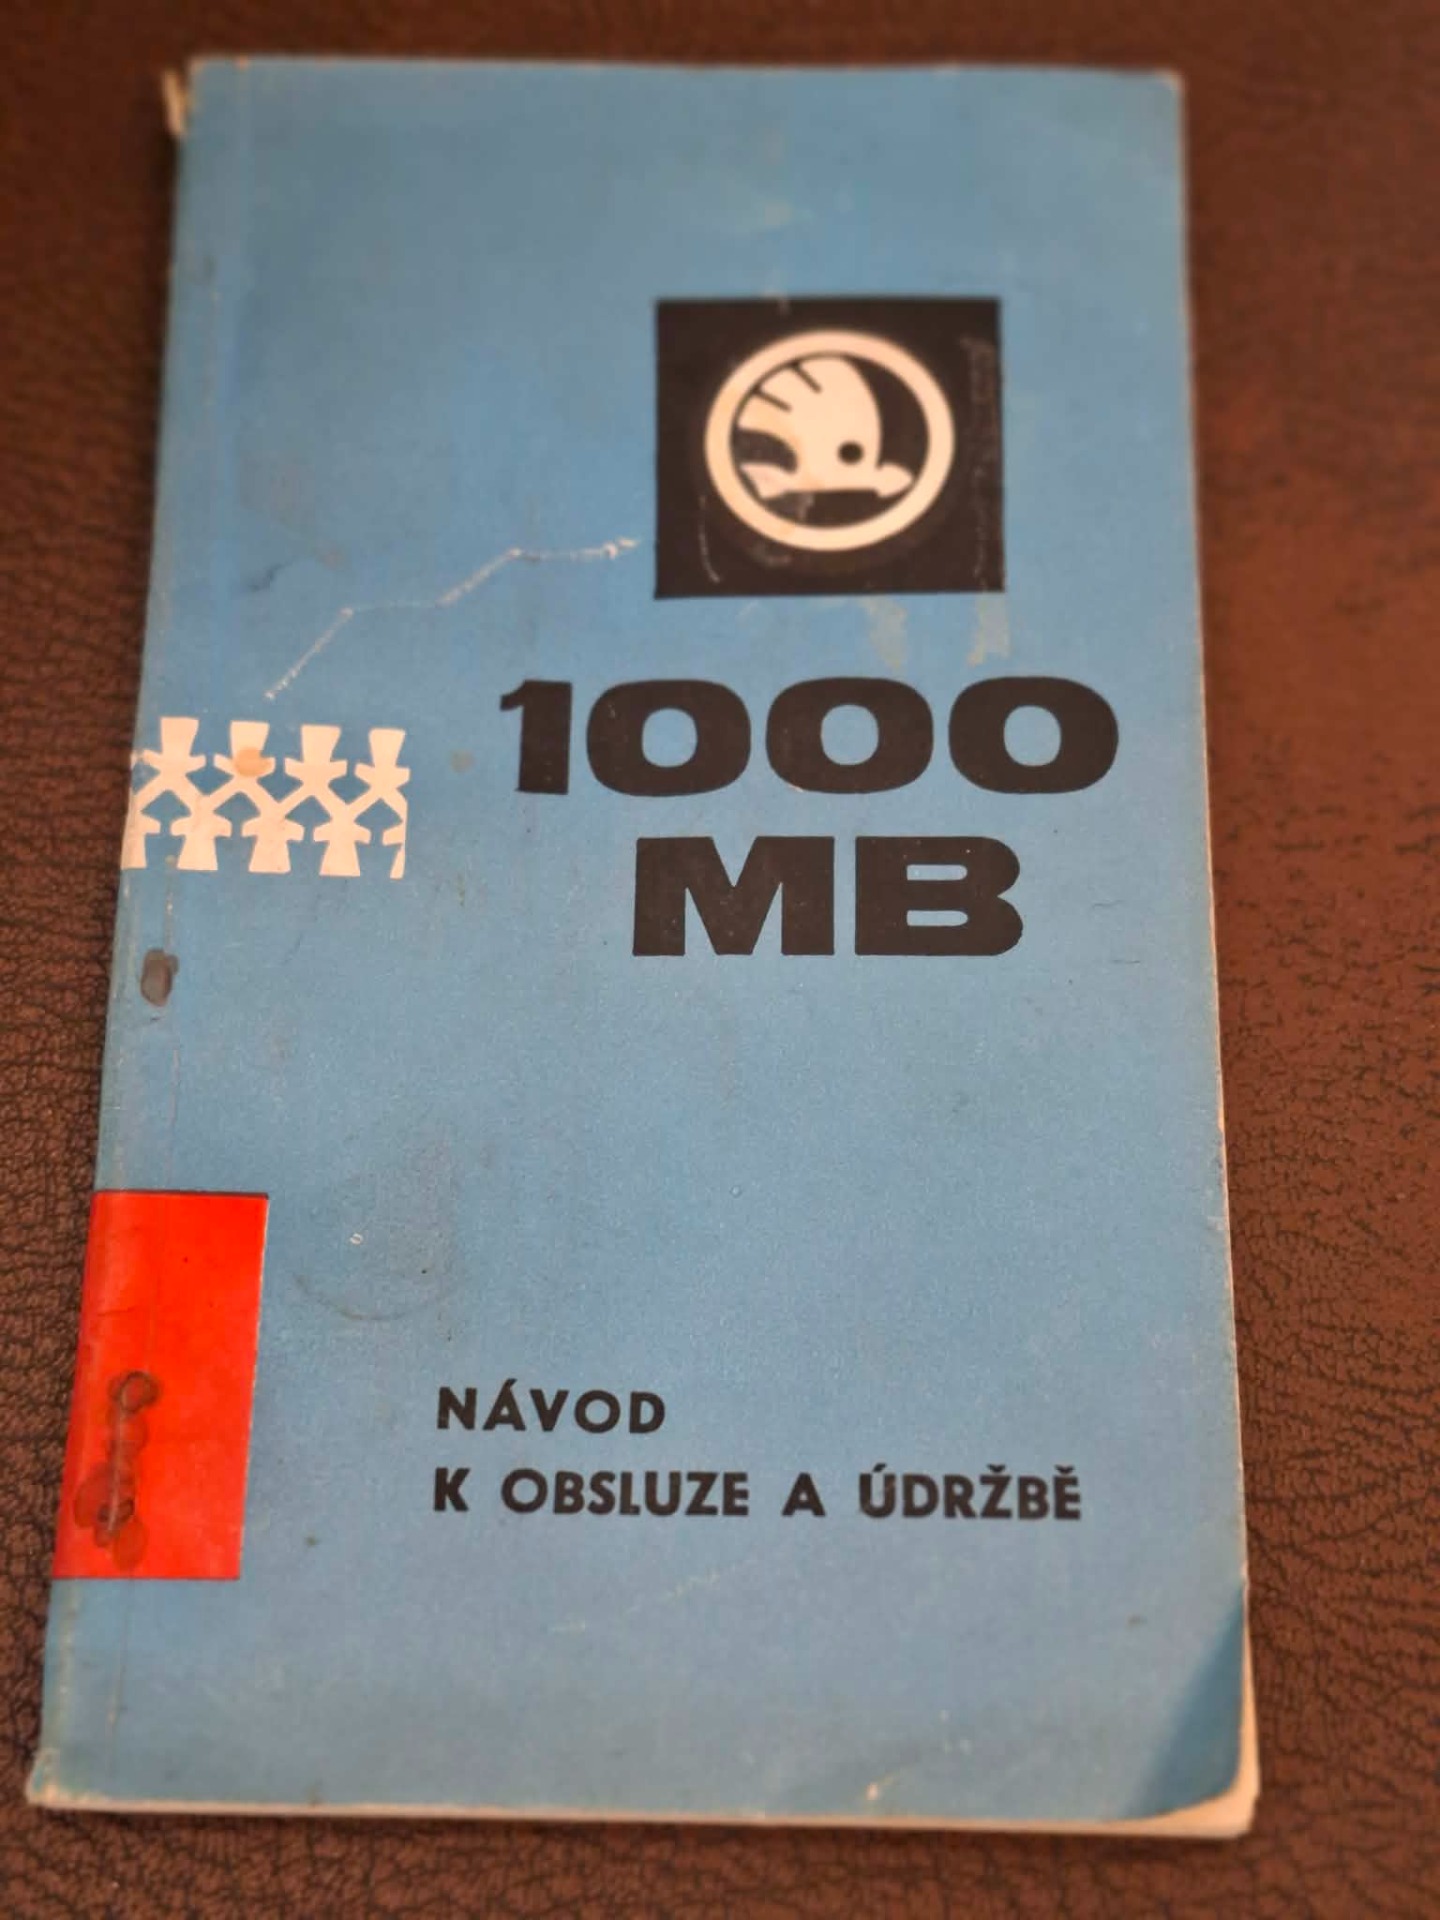 1000
MB
NÁVOD
K OBSLUZE A ÚDRŽBĚ